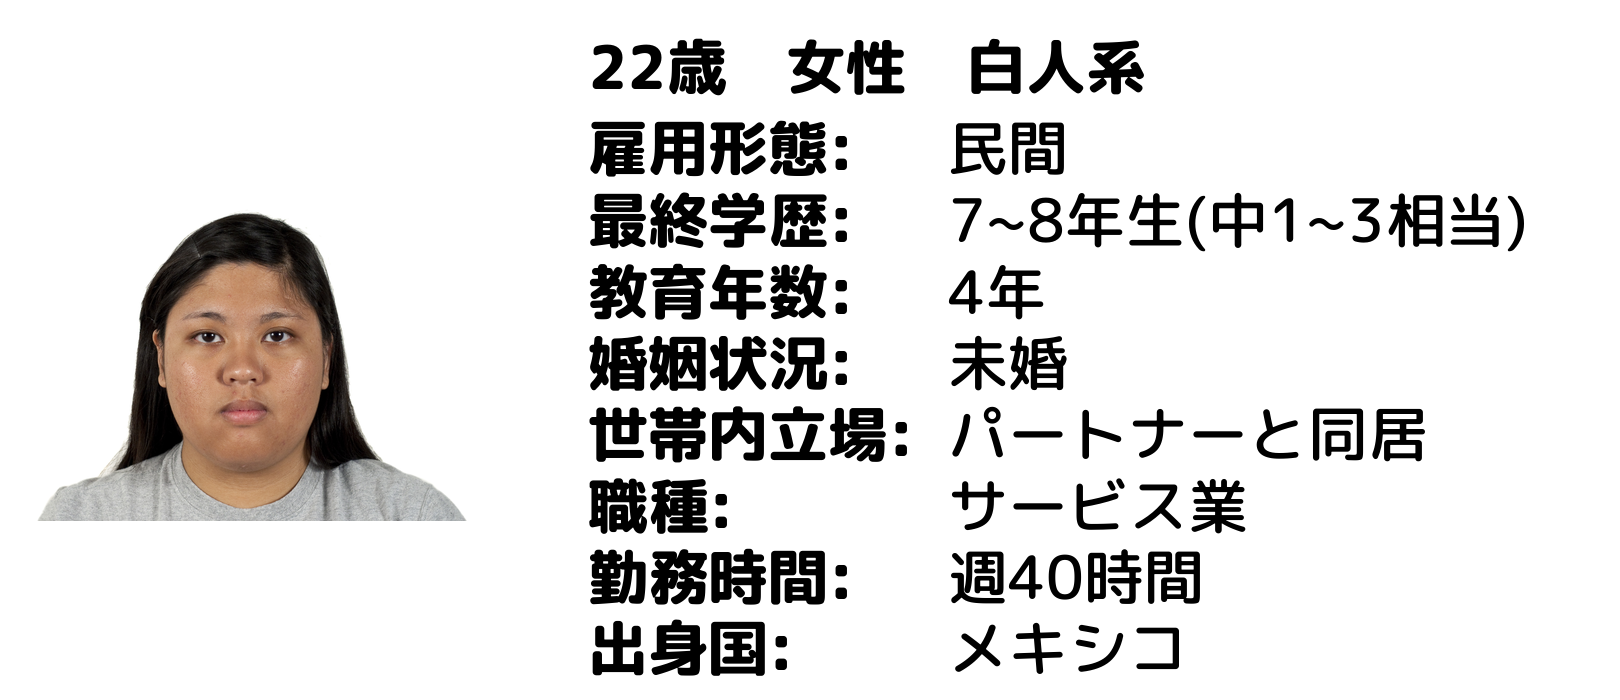 22歳　女性　白人系
雇用形態:　民間
最終学歴:　7~8年生(中1~3相当)
教育年数:　4年
婚姻状況:　未婚
世帯内立場:　パートナーと同居
職種:　サービス業
勤務時間:　週40時間
出身国:　メキシコ